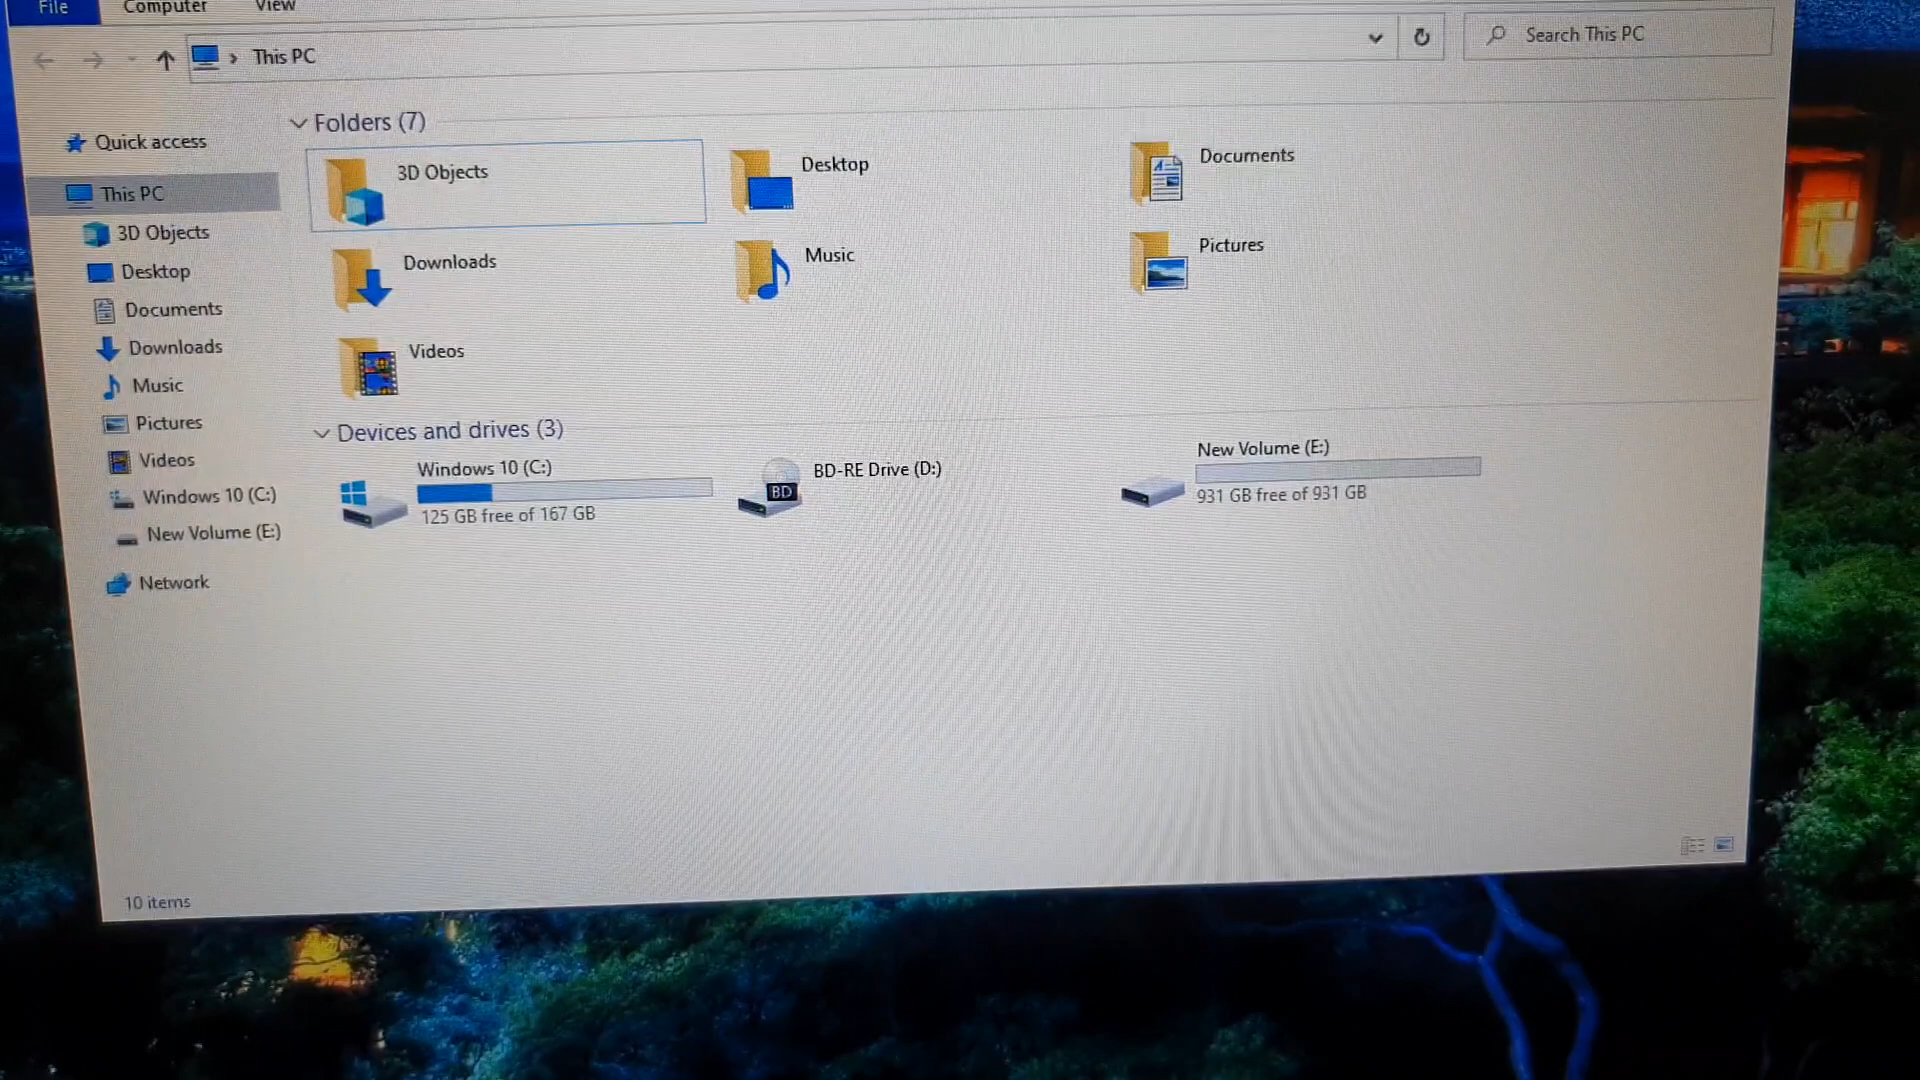 File Computer View
This PC
Search This PC
Quick access
This PC
3D Objects
Desktop
Documents
Downloads
Music
Pictures
Videos
Windows 10 (C:)
New Volume (E:)
Network
Folders (7)
3D Objects
Desktop
Documents
Downloads
Music
Pictures
Videos
Devices and drives (3)
Windows 10 (C:)
125 GB free of 167 GB
BD
BD-RE Drive (D:)
New Volume (E:)
931 GB free of 931 GB
10 items